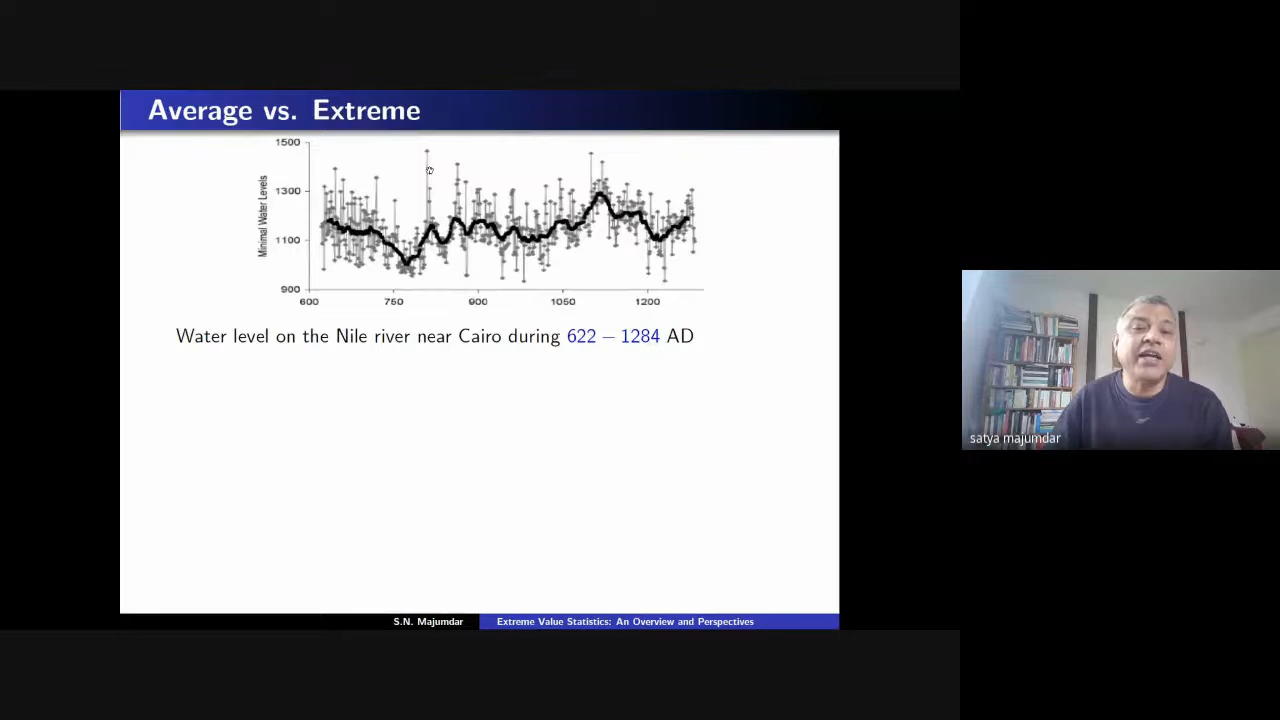 Average vs. Extreme
1500
1300
1100
900
Minimal Water Levels
600 750 900 1050 1200
Water level on the Nile river near Cairo during 622 – 1284 AD
satya majumdar
S.N. Majumdar Extreme Value Statistics: An Overview and Perspectives